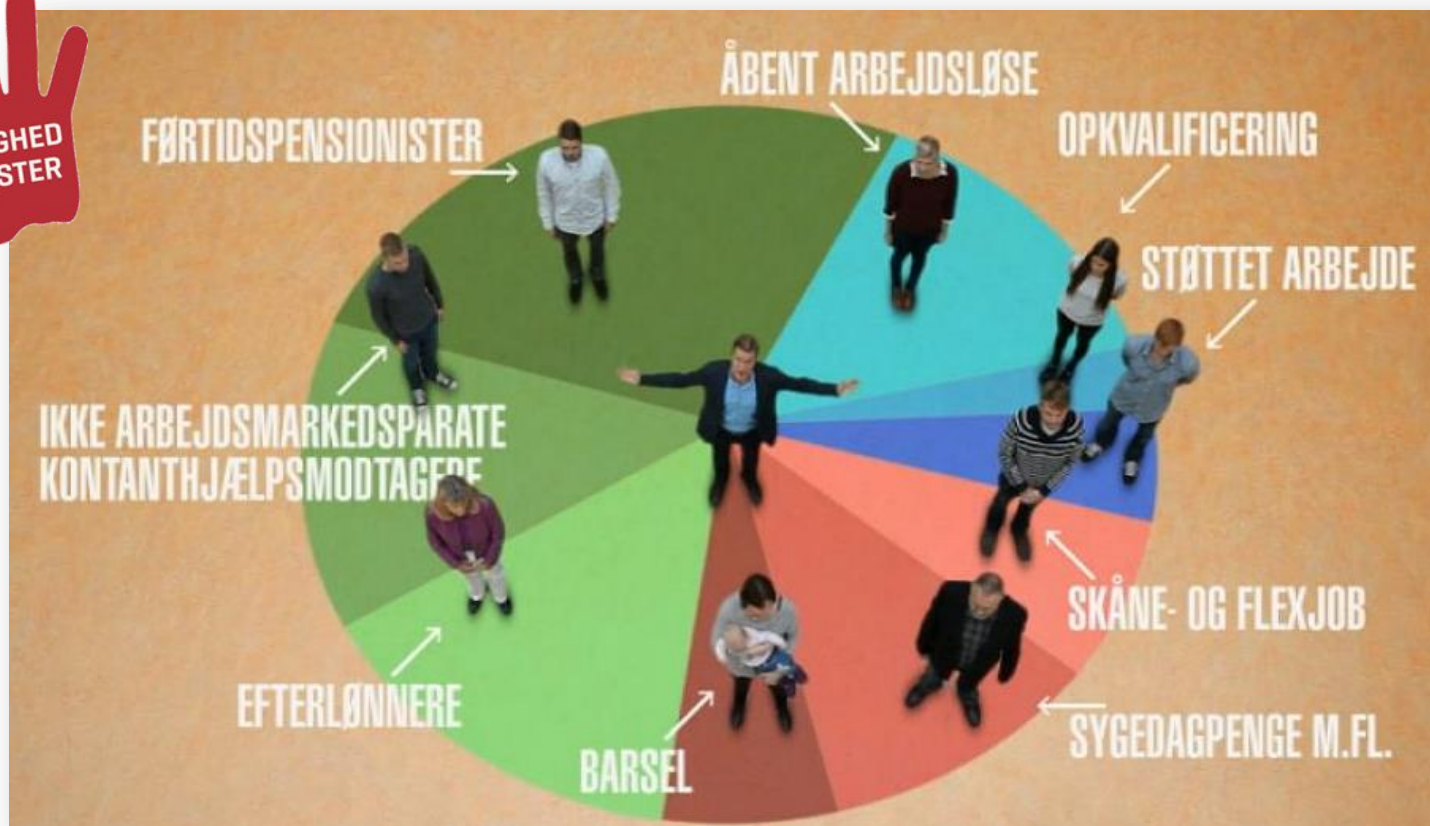 ÅBENT ARBEJDSLØSE
FØRTIDSPENSIONISTER
OPKVALIFICERING
STØTTET ARBEJDE
IKKE ARBEJDSMARKEDSPARATE
KONTANTHJÆLPSMODTAGERE
SKÅNE- OG FLEXJOB
EFTERLØNNERE
SYGEDAGPENGE M.FL.
BARSEL